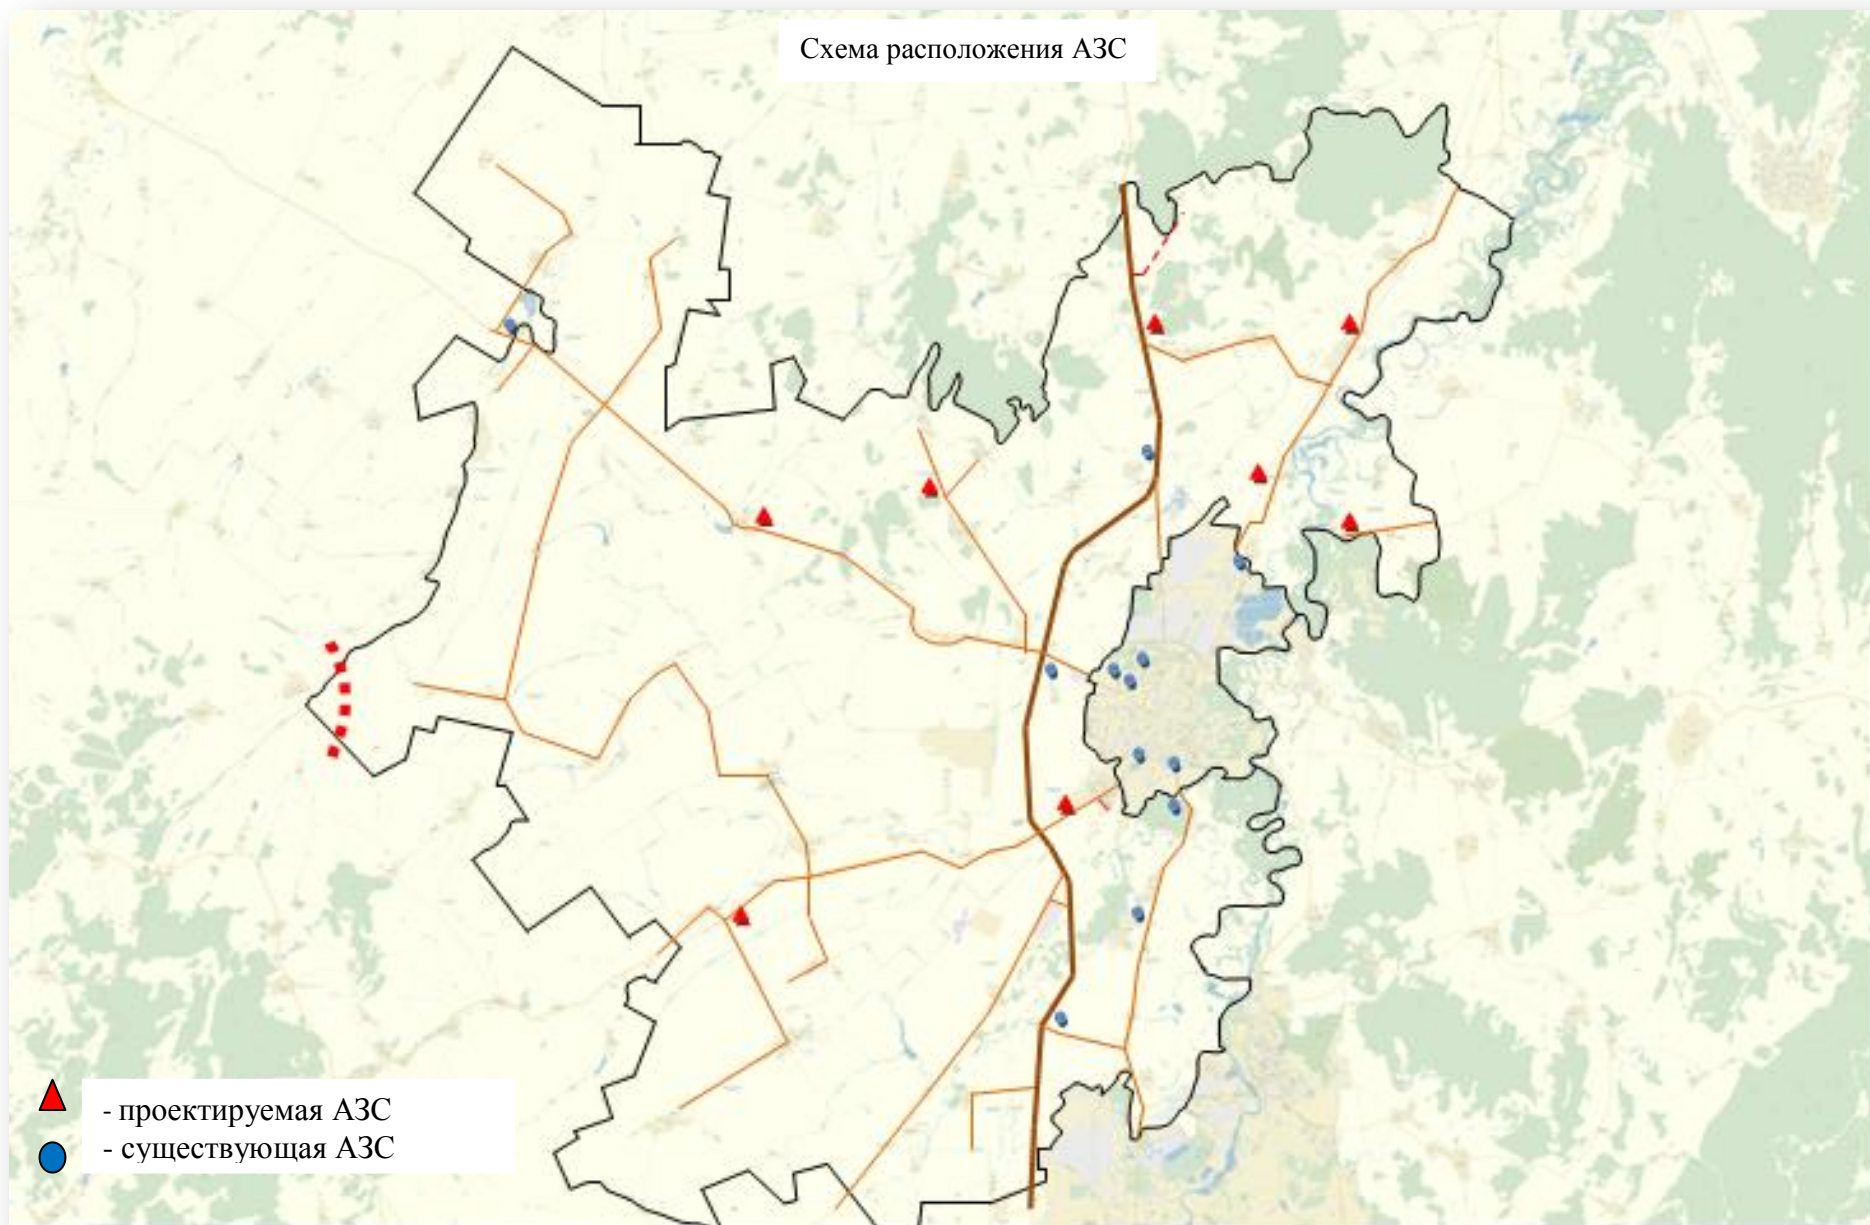 Схема расположения АЗС
- проектируемая АЗС
- существующая АЗС